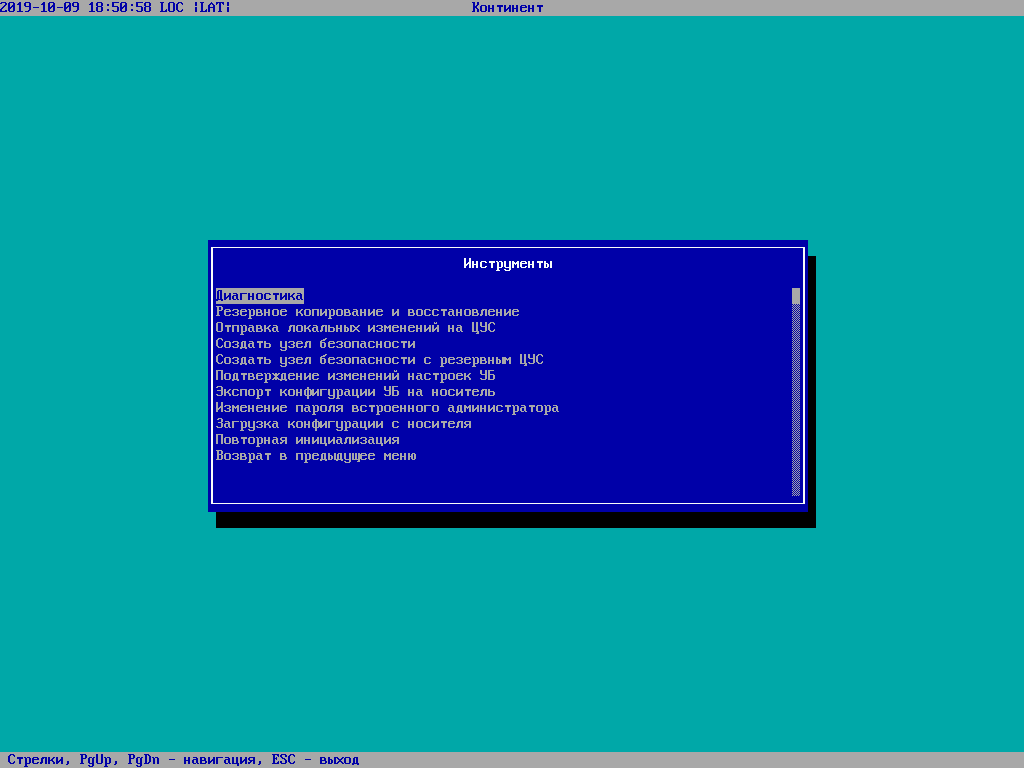 2019-10-09 18:50:58 LOC |LAT| Континент
Инструменты
Диагностика
Резервное копирование и восстановление
Отправка локальных изменений на ЦУС
Создать узел безопасности
Создать узел безопасности с резервным ЦУС
Подтверждение изменений настроек УБ
Экспорт конфигурации УБ на носитель
Изменение пароля встроенного администратора
Загрузка конфигурации с носителя
Повторная инициализация
Возврат в предыдущее меню
Стрелки, PgUp, PgDn - навигация, ESC - выход